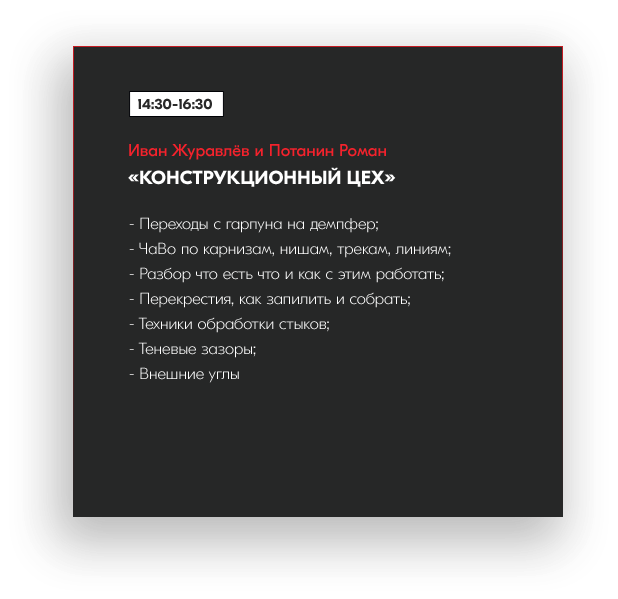 14:30-16:30
Иван Журавлёв и Потанин Роман
«КОНСТРУКЦИОННЫЙ ЦЕХ»
- Переходы с гарпуна на демпфер;
- ЧаВо по карнизам, нишам, трекам, линиям;
- Разбор что есть что и как с этим работать;
- Перекрестия, как запилить и собрать;
- Техники обработки стыков;
- Теневые зазоры;
- Внешние углы